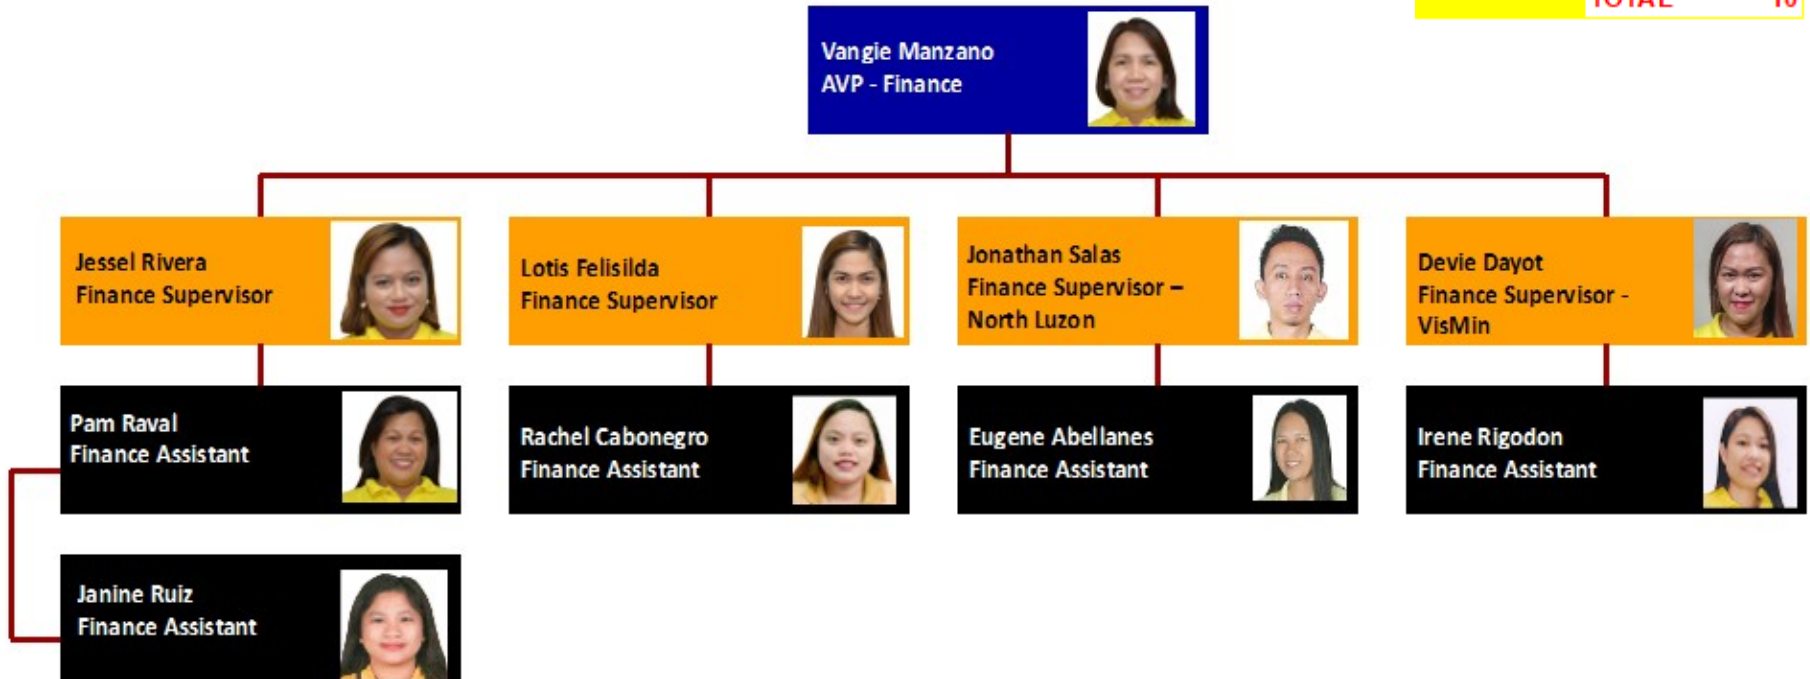 TOTAL 10
Vangie Manzano
AVP - Finance
Jessel Rivera
Finance Supervisor
Lotis Felisilda
Finance Supervisor
Jonathan Salas
Finance Supervisor –
North Luzon
Devie Dayot
Finance Supervisor -
VisMin
Pam Raval
Finance Assistant
Rachel Cabonegro
Finance Assistant
Eugene Abellanes
Finance Assistant
Irene Rigodon
Finance Assistant
Janine Ruiz
Finance Assistant